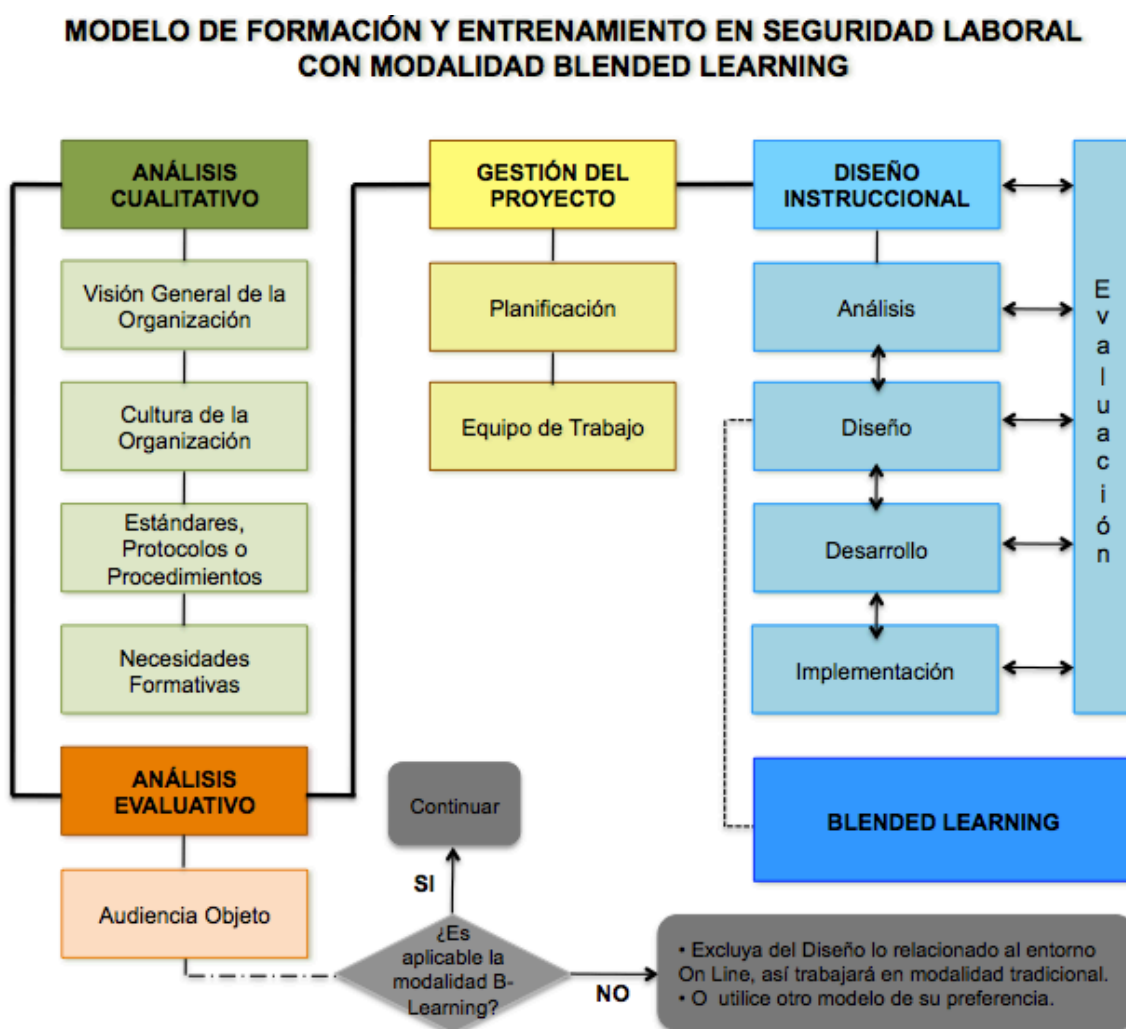 MODELO DE FORMACIÓN Y ENTRENAMIENTO EN SEGURIDAD LABORAL
CON MODALIDAD BLENDED LEARNING
ANÁLISIS
CUALITATIVO
Visión General de la
Organización
Cultura de la
Organización
Estándares,
Protocolos o
Procedimientos
Necesidades
Formativas
ANÁLISIS
EVALUATIVO
Audiencia Objeto
GESTIÓN DEL
PROYECTO
Planificación
Equipo de Trabajo
DISEÑO
INSTRUCCIONAL
Análisis
Diseño
Desarrollo
Implementación
Evaluación
BLENDED LEARNING
Continuar
SI
¿Es
aplicable la
modalidad B-
Learning?
NO
• Excluya del Diseño lo relacionado al entorno
On Line, así trabajará en modalidad tradicional.
• O utilice otro modelo de su preferencia.